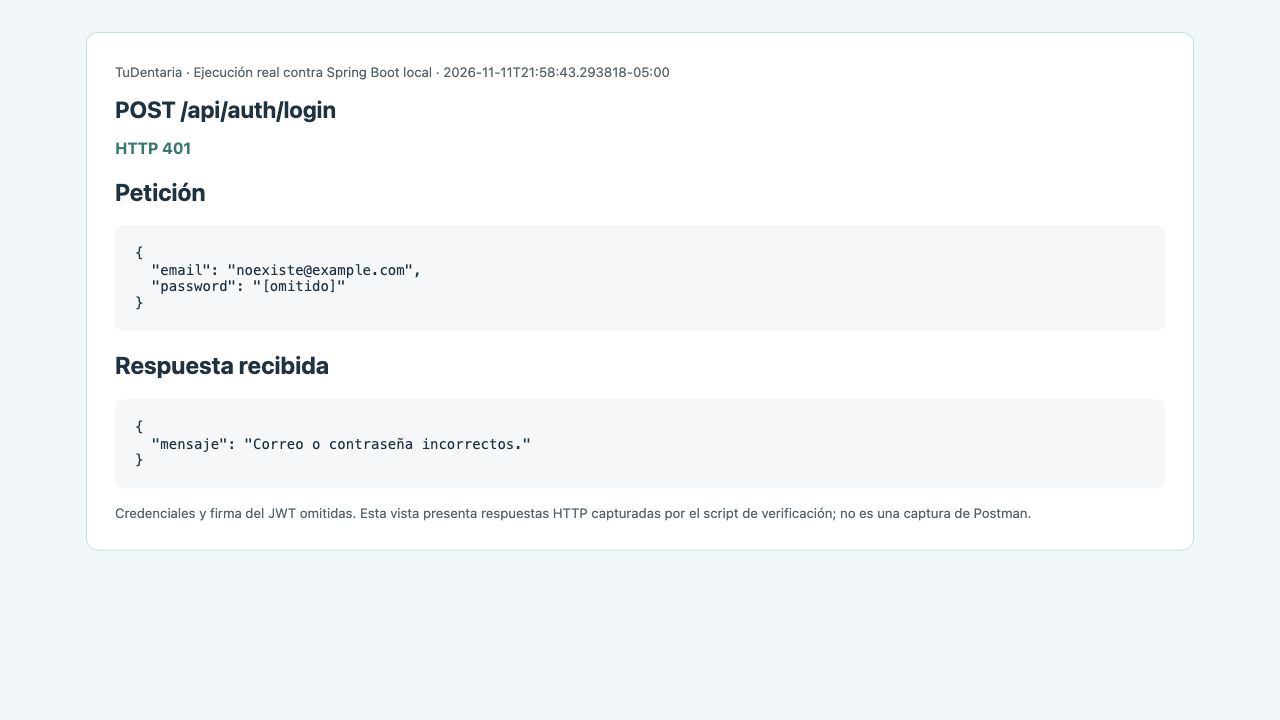 TuDentaria · Ejecución real contra Spring Boot local · 2026-11-11T21:58:43.293818-05:00
POST /api/auth/login
HTTP 401
Petición
{
  "email": "noexiste@example.com",
  "password": "[omitido]"
}
Respuesta recibida
{
  "mensaje": "Correo o contraseña incorrectos."
}
Credenciales y firma del JWT omitidas. Esta vista presenta respuestas HTTP capturadas por el script de verificación; no es una captura de Postman.